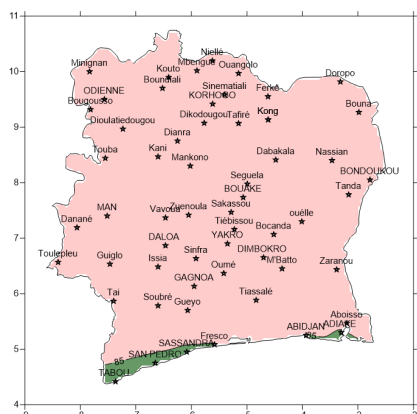 11
Niellé
Mbengué
Ouangolo
Minignan
Kouto
10
Doropo
Boundiali
Sinematiali
Ferké
ODIENNE
KORHOGO
Bouna
Bougousso
Dikodougou
Tafiré
Kong
Dioulatiedougou
9
Dianra
Touba
Kani
Mankono
Dabakala
Nassian
BONDOUKOU
Seguela
8
Tanda
BOUAKE
MAN
Vavoua
Zuenoula
Sakassou
ouélle
Danané
Tiébissou
Bocanda
YAKRO
7
DALOA
DIMBOKRO
Toulepleu
Guiglo
Issia
Sinfra
M'Batto
Zaranou
Oumé
GAGNOA
6
Tai
Soubré
Gueyo
Tiassalé
Aboisso
ABIDJAN
85
ADIAKE
Fresco
SASSANDRA
5
SAN PEDRO
85
TABOU
4